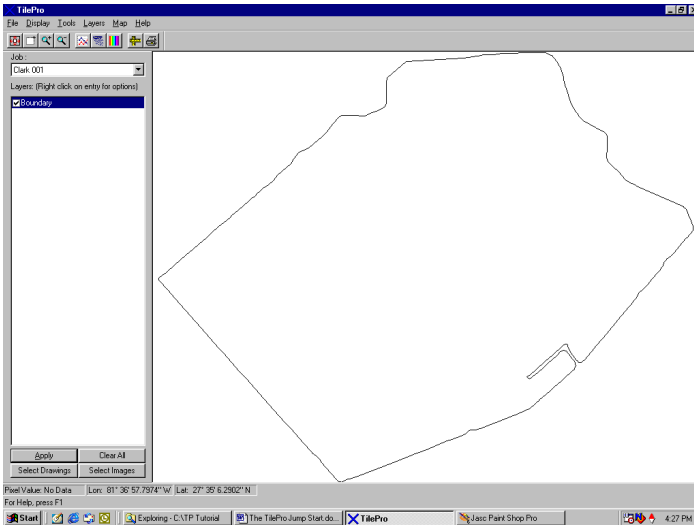 TilePro
File Display Tools Layers Map Help
Job :
Clark 001
Layers: (Right click on entry for options)
Boundary
Apply Clear All
Select Drawings Select Images
Pixel Value: No Data Lon: 81° 36' 57.7974" W Lat: 27° 35' 6.2902" N
For Help, press F1
Start Exploring - C:\TP Tutorial The TilePro Jump Start.do... TilePro Jasc Paint Shop Pro 4:27 PM